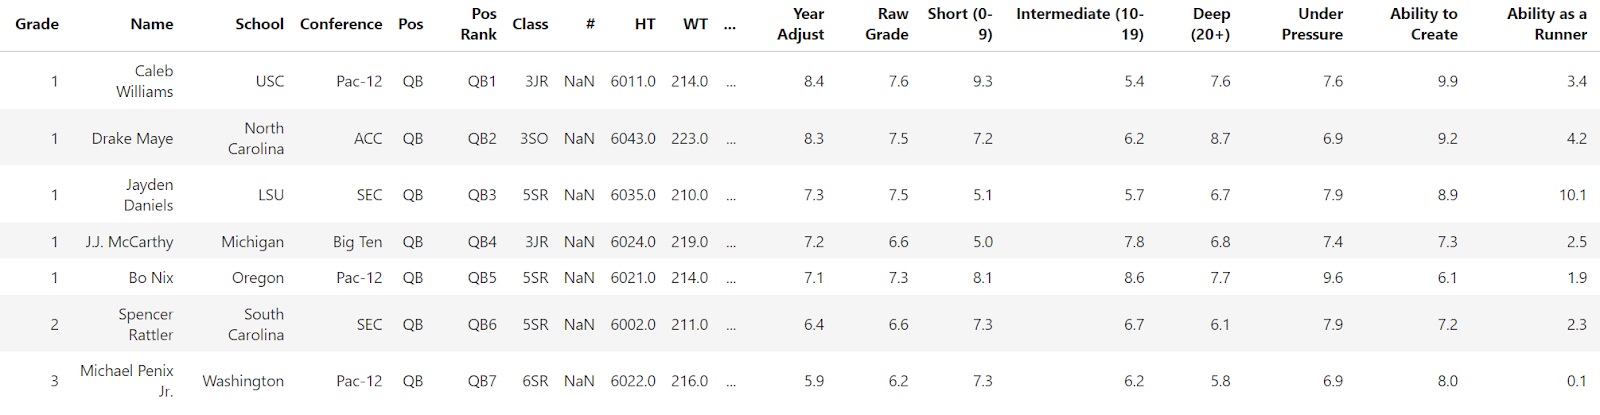 Grade Name School Conference Pos Pos Rank Class # HT WT ... Year Adjust Raw Grade Short (0-9) Intermediate (10-19) Deep (20+) Under Pressure Ability to Create Ability as a Runner
1 Caleb Williams USC Pac-12 QB QB1 3JR NaN 6011.0 214.0 ... 8.4 7.6 9.3 5.4 7.6 7.6 9.9 3.4
1 Drake Maye North Carolina ACC QB QB2 3SO NaN 6043.0 223.0 ... 8.3 7.5 7.2 6.2 8.7 6.9 9.2 4.2
1 Jayden Daniels LSU SEC QB QB3 5SR NaN 6035.0 210.0 ... 7.3 7.5 5.1 5.7 6.7 7.9 8.9 10.1
1 J.J. McCarthy Michigan Big Ten QB QB4 3JR NaN 6024.0 219.0 ... 7.2 6.6 5.0 7.8 6.8 7.4 7.3 2.5
1 Bo Nix Oregon Pac-12 QB QB5 5SR NaN 6021.0 214.0 ... 7.1 7.3 8.1 8.6 7.7 9.6 6.1 1.9
2 Spencer Rattler South Carolina SEC QB QB6 5SR NaN 6002.0 211.0 ... 6.4 6.6 7.3 6.7 6.1 7.9 7.2 2.3
3 Michael Penix Jr. Washington Pac-12 QB QB7 6SR NaN 6022.0 216.0 ... 5.9 6.2 7.3 6.2 5.8 6.9 8.0 0.1